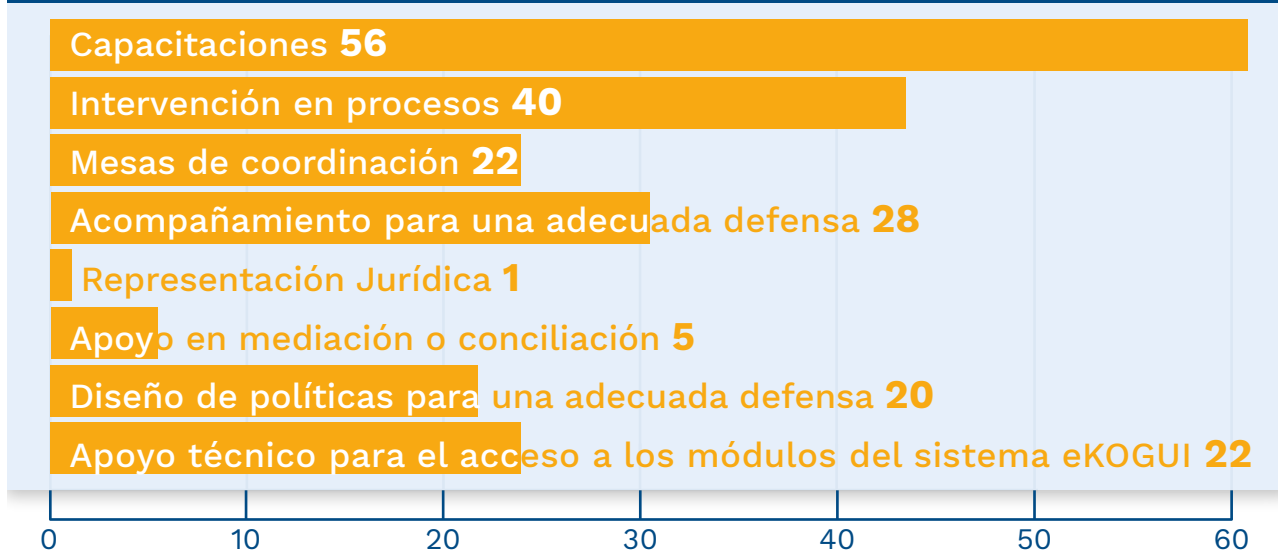 Capacitaciones 56
Intervención en procesos 40
Mesas de coordinación 22
Acompañamiento para una adecuada defensa 28
Representación Jurídica 1
Apoyo en mediación o conciliación 5
Diseño de políticas para una adecuada defensa 20
Apoyo técnico para el acceso a los módulos del sistema eKOGUI 22
0 10 20 30 40 50 60